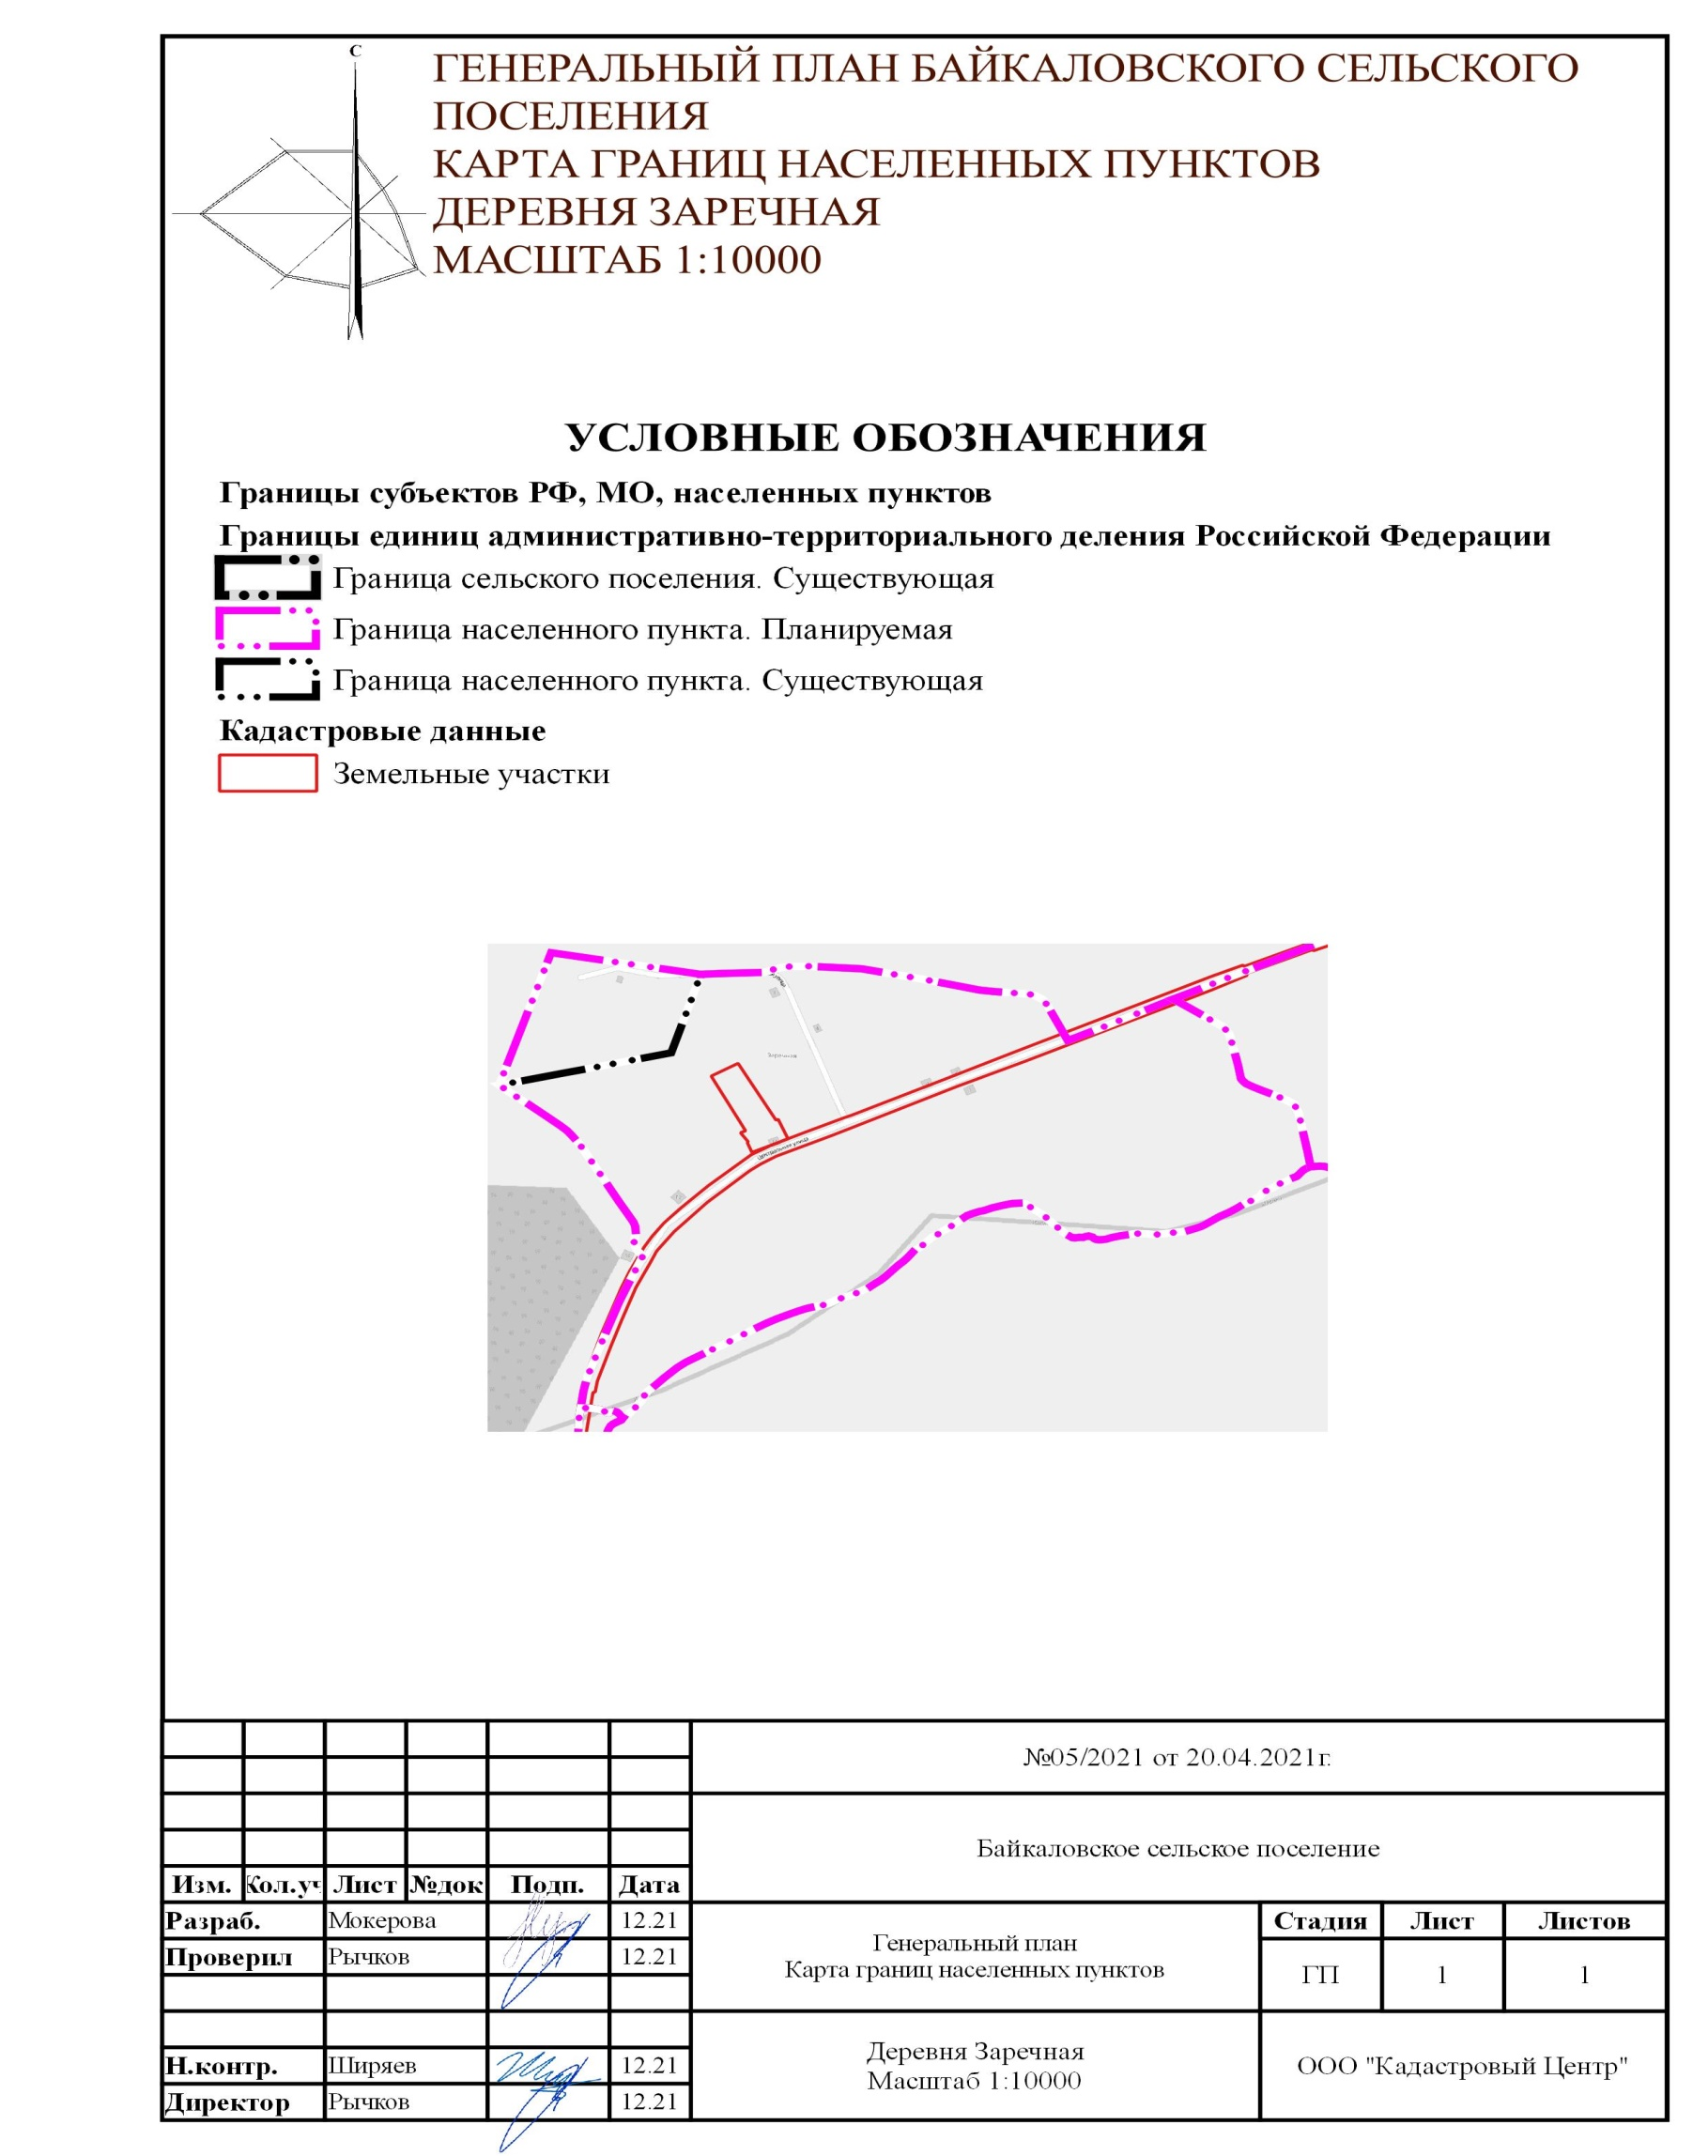 С
ГЕНЕРАЛЬНЫЙ ПЛАН БАЙКАЛОВСКОГО СЕЛЬСКОГО
ПОСЕЛЕНИЯ
КАРТА ГРАНИЦ НАСЕЛЕННЫХ ПУНКТОВ
ДЕРЕВНЯ ЗАРЕЧНАЯ
МАСШТАБ 1:10000
УСЛОВНЫЕ ОБОЗНАЧЕНИЯ
Границы субъектов РФ, МО, населенных пунктов
Границы единиц административно-территориального деления Российской Федерации
Граница сельского поселения. Существующая
Граница населенного пункта. Планируемая
Граница населенного пункта. Существующая
Кадастровые данные
Земельные участки
Центральная улица
№05/2021 от 20.04.2021г.
Байкаловское сельское поселение
Изм. Кол.уч Лист №док Подп. Дата
Разраб. Мокерова 12.21
Проверил Рычков 12.21
Генеральный план
Карта границ населенных пунктов
Стадия Лист Листов
ГП 1 1
Н.контр. Ширяев 12.21
Директор Рычков 12.21
Деревня Заречная
Масштаб 1:10000
ООО "Кадастровый Центр"